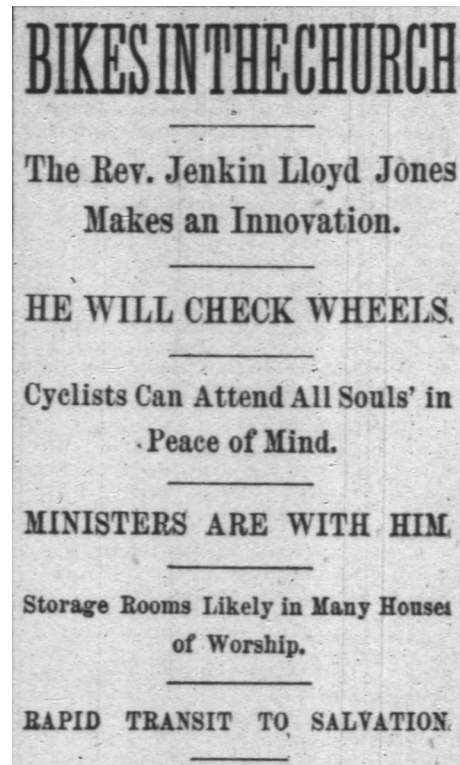 BIKES IN THE CHURCH
The Rev. Jenkin Lloyd Jones
Makes an Innovation.
HE WILL CHECK WHEELS.
Cyclists Can Attend All Souls' in
Peace of Mind.
MINISTERS ARE WITH HIM.
Storage Rooms Likely in Many Houses
of Worship.
RAPID TRANSIT TO SALVATION.